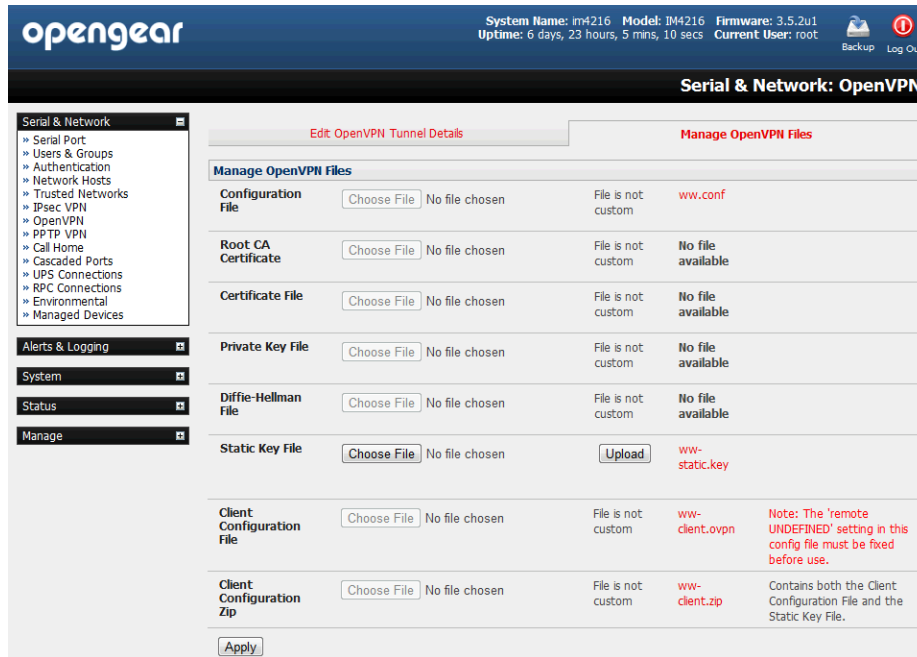 opengear
System Name: im4216 Model: IM4216 Firmware: 3.5.2u1
Uptime: 6 days, 23 hours, 5 mins, 10 secs Current User: root
Backup
Log Ou
Serial & Network: OpenVPN
Serial & Network
» Serial Port
» Users & Groups
» Authentication
» Network Hosts
» Trusted Networks
» IPsec VPN
» OpenVPN
» PPTP VPN
» Call Home
» Cascaded Ports
» UPS Connections
» RPC Connections
» Environmental
» Managed Devices
Alerts & Logging
System
Status
Manage
Edit OpenVPN Tunnel Details
Manage OpenVPN Files
Manage OpenVPN Files
Configuration
File
Choose File No file chosen
File is not
custom
ww.conf
Root CA
Certificate
Choose File No file chosen
File is not
custom
No file
available
Certificate File
Choose File No file chosen
File is not
custom
No file
available
Private Key File
Choose File No file chosen
File is not
custom
No file
available
Diffie-Hellman
File
Choose File No file chosen
File is not
custom
No file
available
Static Key File
Choose File No file chosen
Upload
ww-
static.key
Client
Configuration
File
Choose File No file chosen
File is not
custom
ww-
client.ovpn
Note: The 'remote
UNDEFINED' setting in this
config file must be fixed
before use.
Client
Configuration
Zip
Choose File No file chosen
File is not
custom
ww-
client.zip
Contains both the Client
Configuration File and the
Static Key File.
Apply